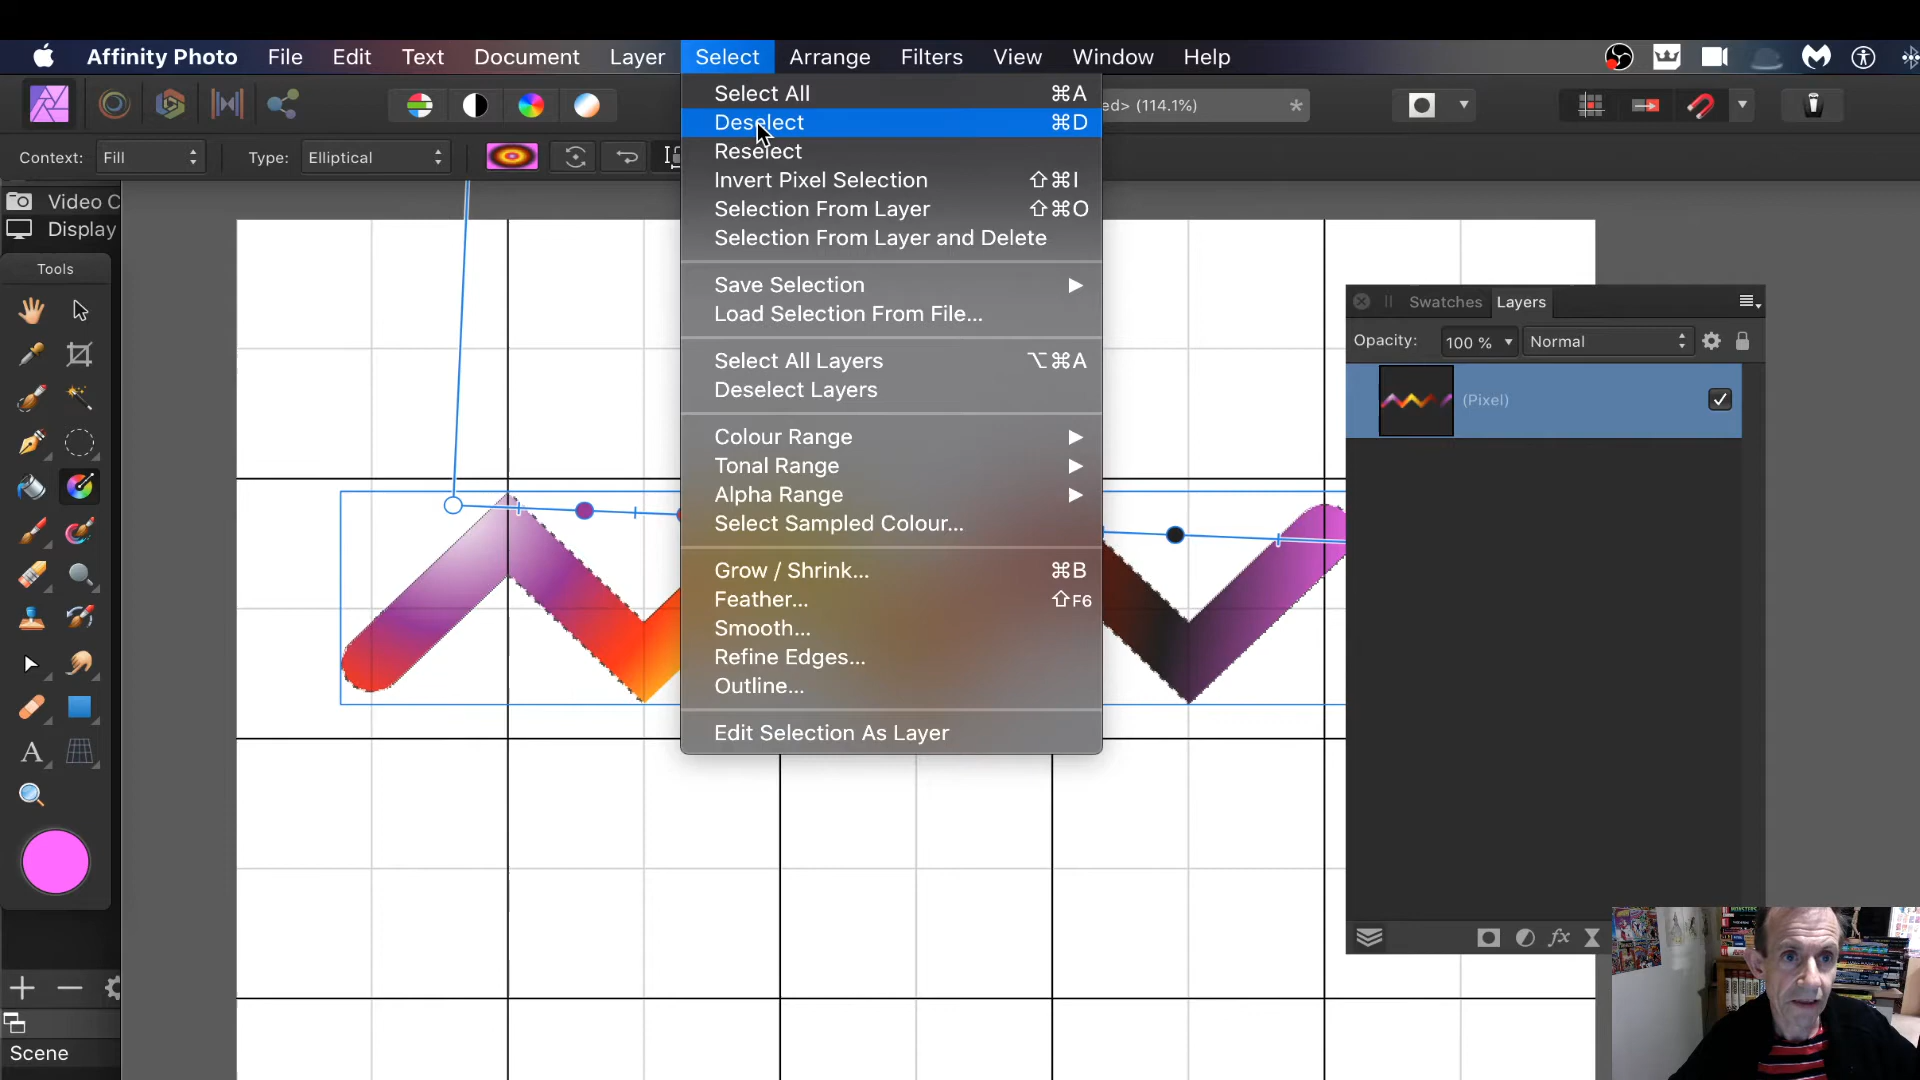 Affinity Photo File Edit Text Document Layer Select Arrange Filters View Window Help
ed> (114.1%) *
Context: Fill Type: Elliptical
Select All ⌘A
Deselect ⌘D
Reselect
Invert Pixel Selection ⇧⌘I
Selection From Layer ⇧⌘O
Selection From Layer and Delete
Save Selection
Load Selection From File...
Select All Layers ⌥⌘A
Deselect Layers
Colour Range
Tonal Range
Alpha Range
Select Sampled Colour...
Grow / Shrink... ⌘B
Feather... ⇧F6
Smooth...
Refine Edges...
Outline...
Edit Selection As Layer
Video C
Display
Tools
A
Scene
Swatches Layers
Opacity: 100 % Normal
(Pixel)
fx